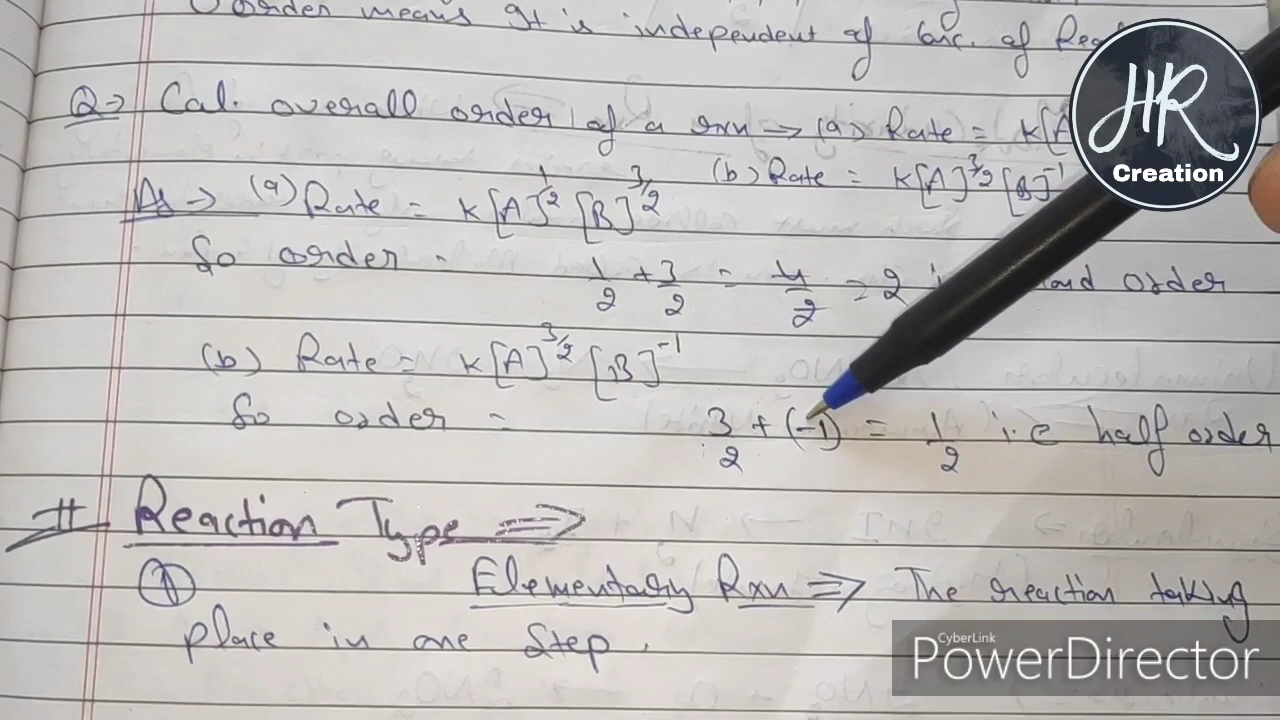 0 order means It is independent of Conc. of
Q→ Cal. overall order of a rxn → (a) Rate = K[A
(b) Rate = K[A]^3/2 [B]^-1
As → (a) Rate = K[A]^1/2 [B]^3/2
So order = 1/2 + 3/2 = 4/2 = 2 i order
(b) Rate = K[A]^3/2 [B]^-1
So order = 3/2 + (-1) = 1/2 i.e half order
# Reaction Type ⇒
① Elementary Rxn ⇒ The reaction taking
place in one Step.
HR
Creation
CyberLink
PowerDirector